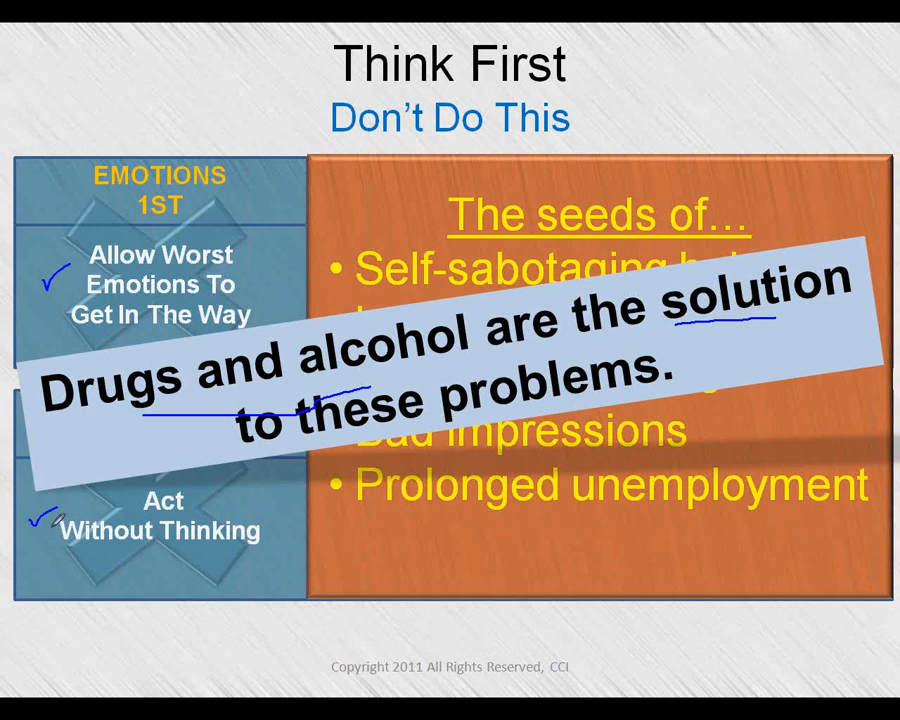 Think First
Don't Do This
EMOTIONS
1ST
Allow Worst
Emotions To
Get In The Way
The seeds of...
• Self-sabotaging
Drugs and alcohol are the solution
to these problems.
Bad impressions
• Prolonged unemployment
Act
Without Thinking
Copyright 2011 All Rights Reserved, CCI